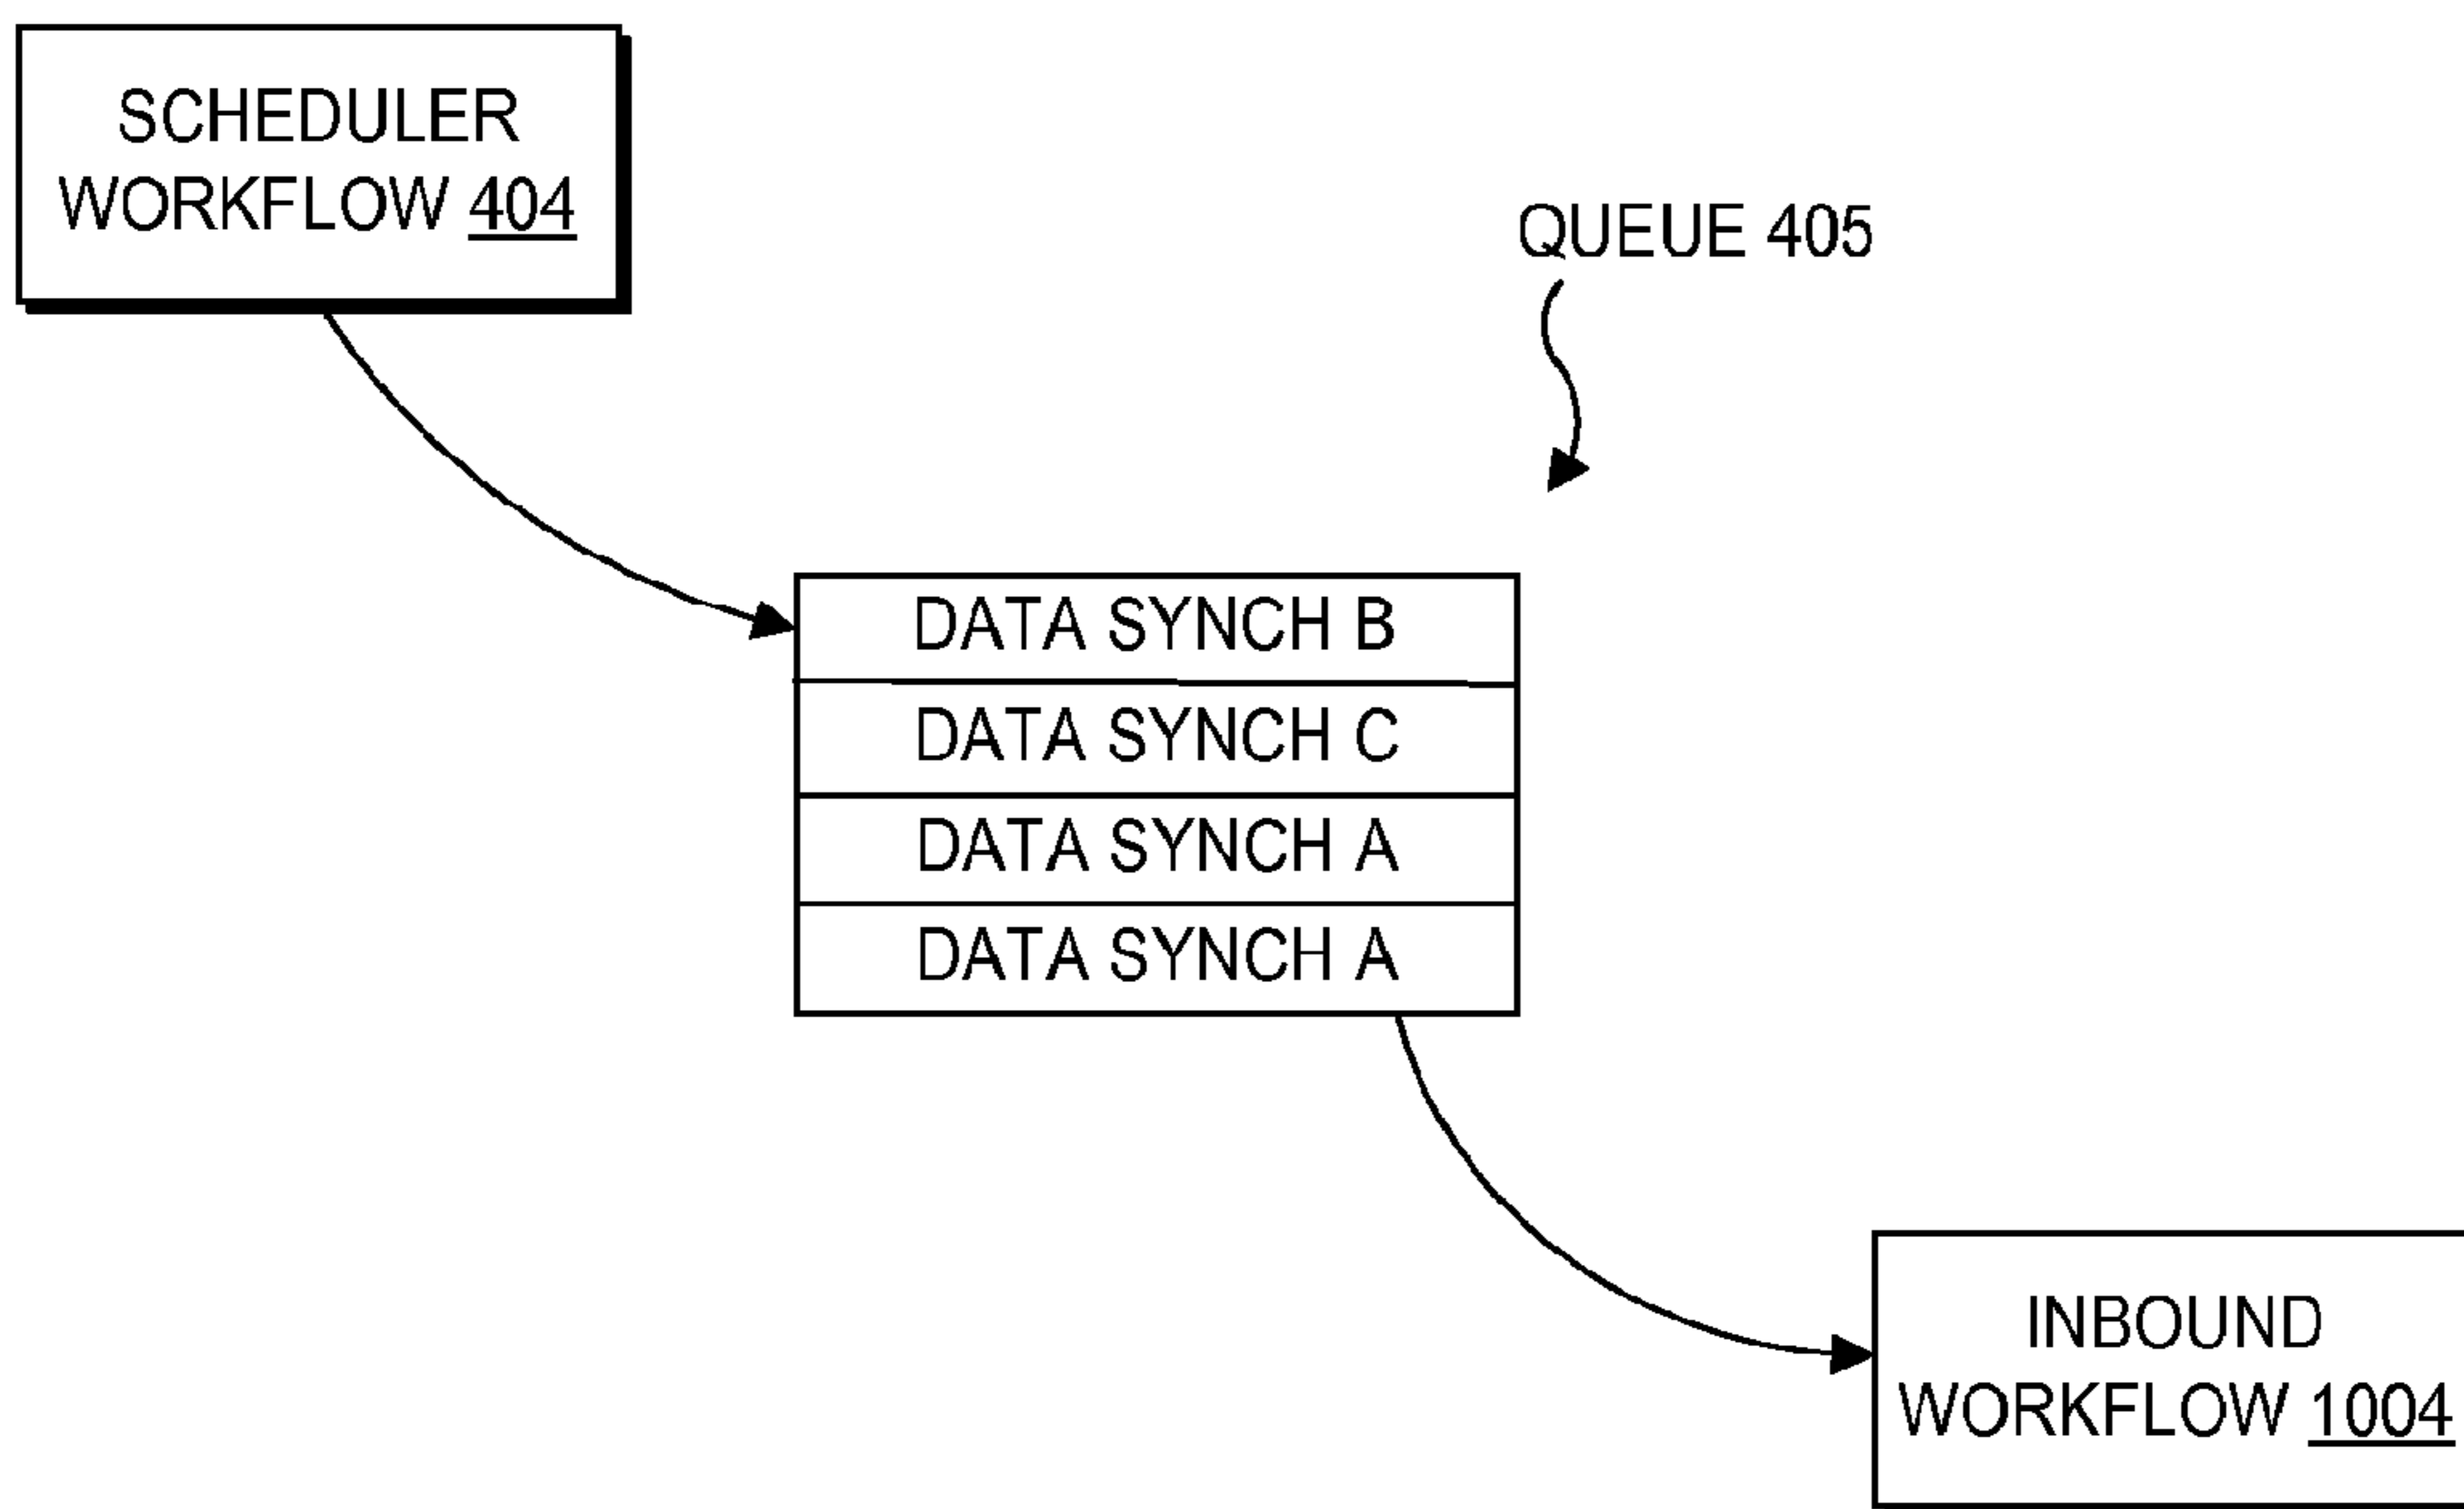 SCHEDULER
WORKFLOW 404
QUEUE 405
DATA SYNCH B
DATA SYNCH C
DATA SYNCH A
DATA SYNCH A
INBOUND
WORKFLOW 1004